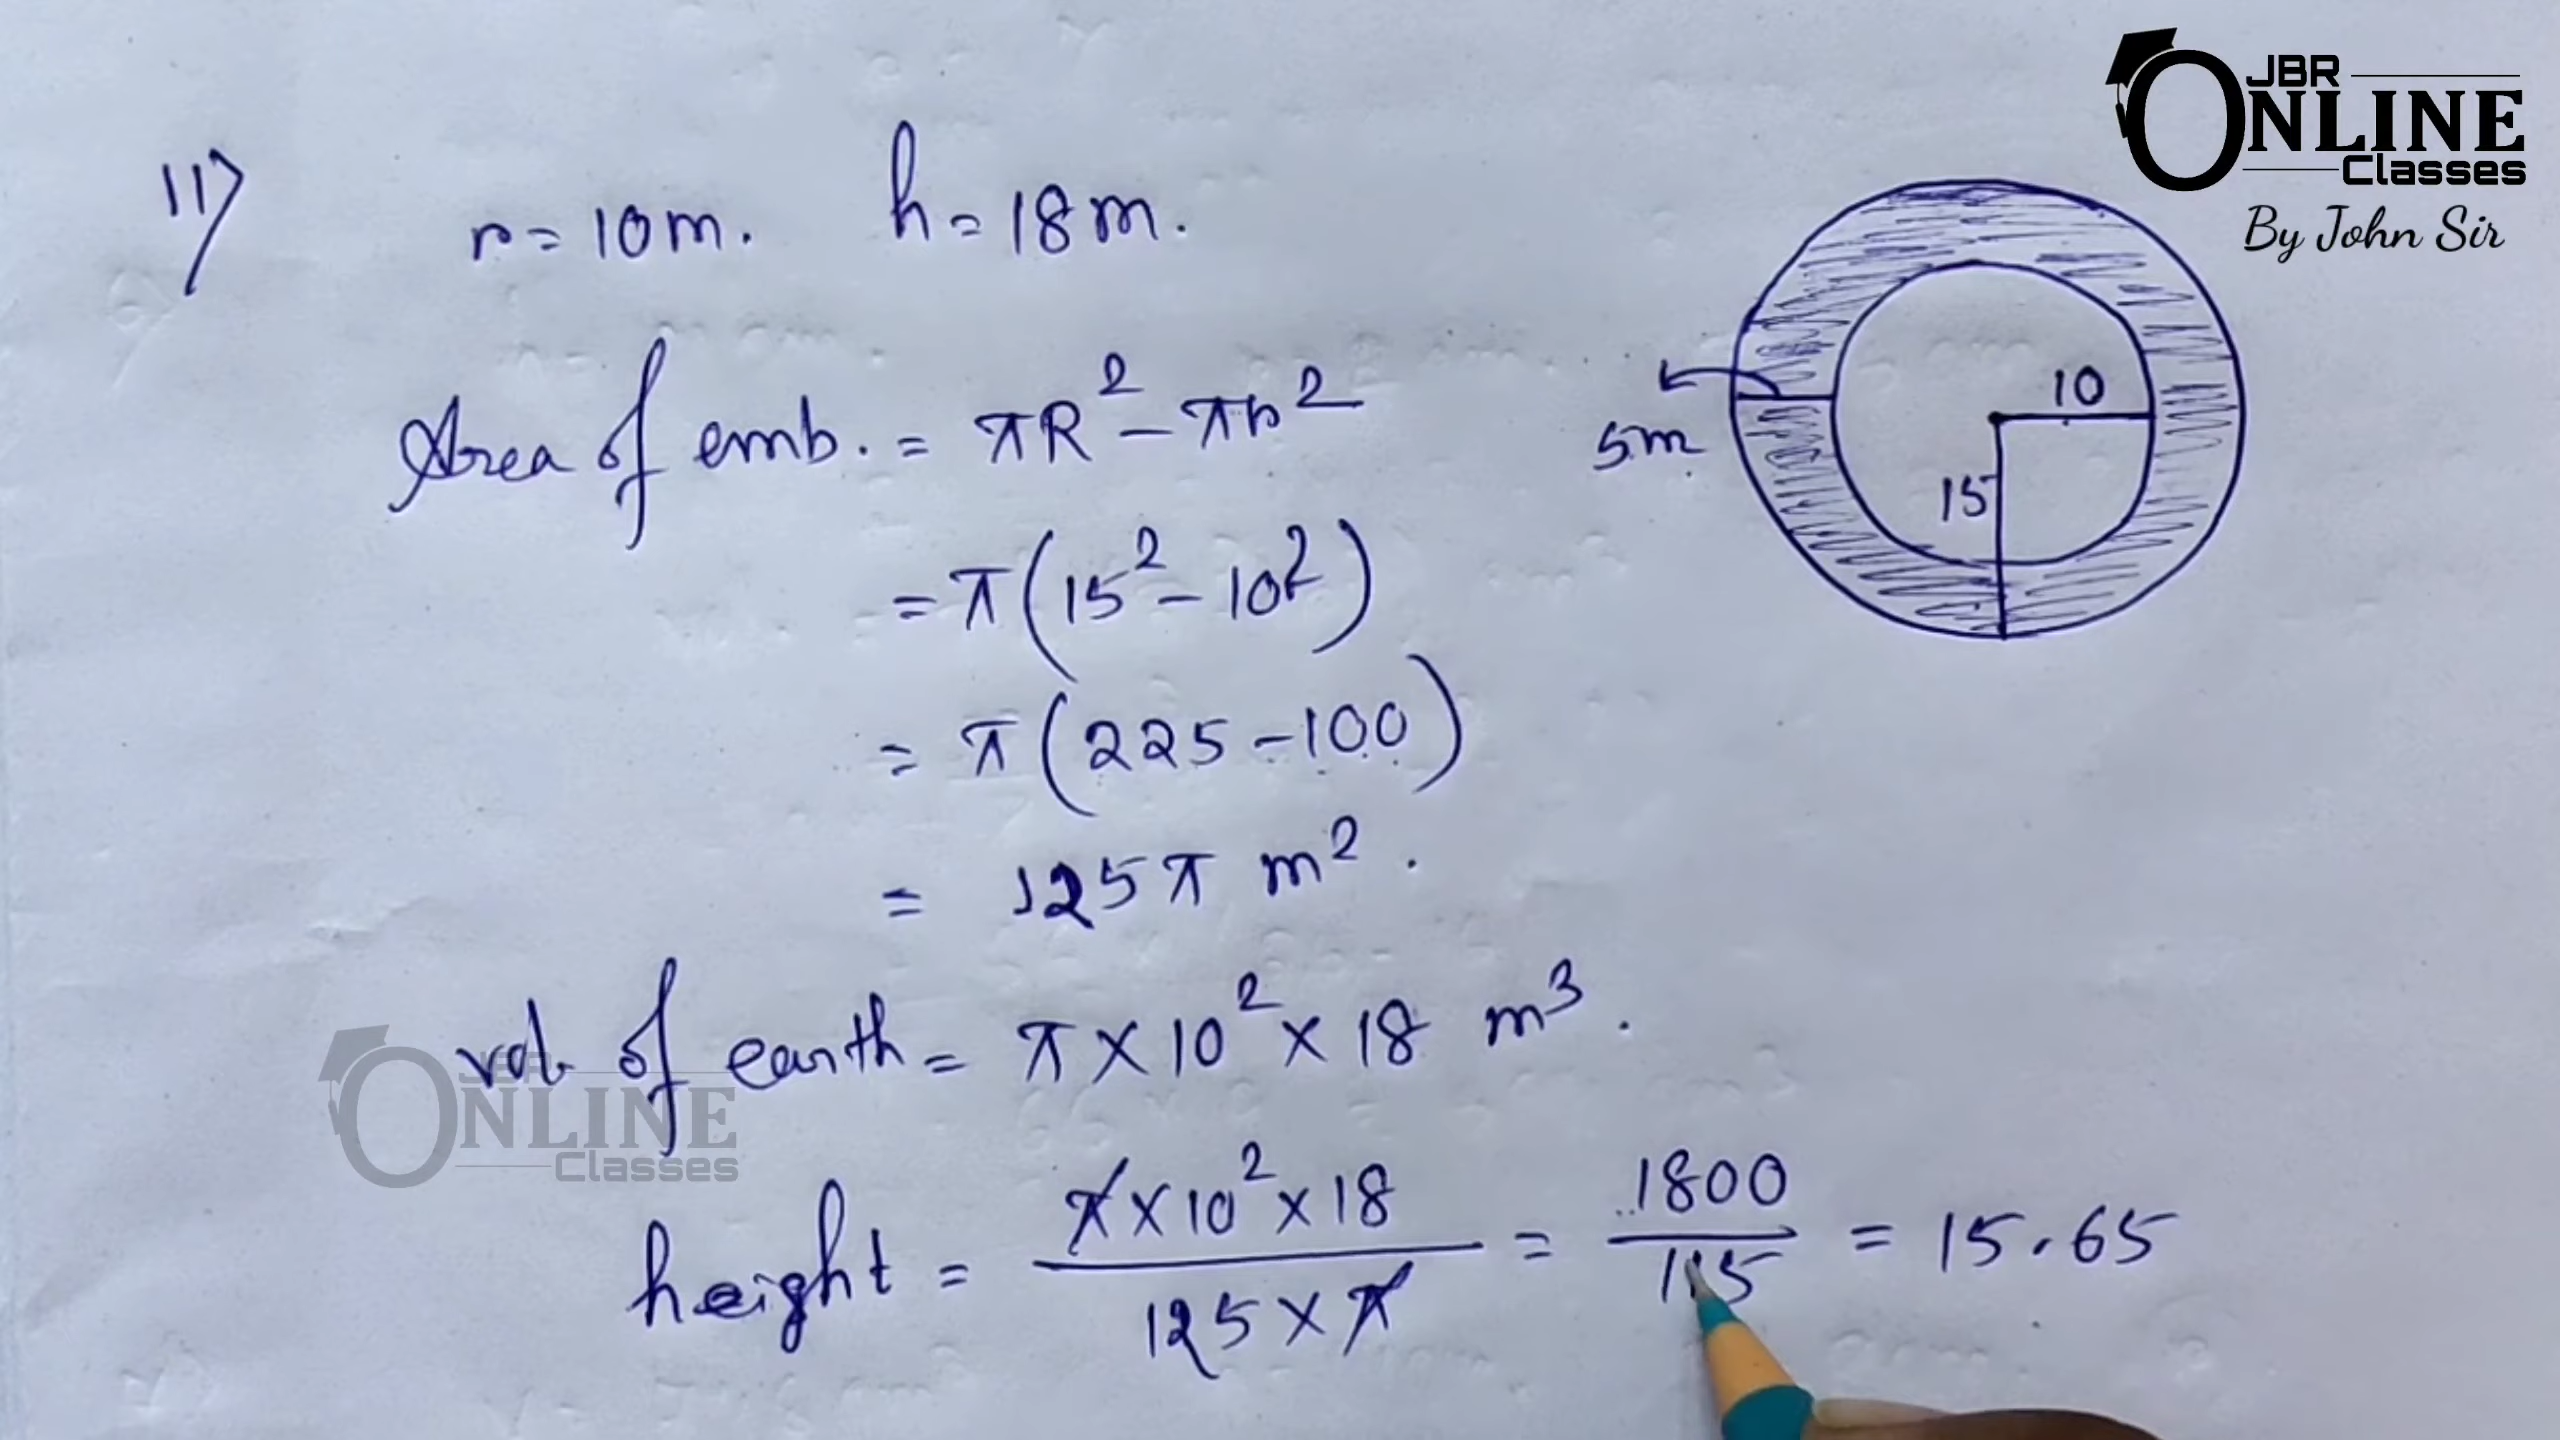 JBR
ONLINE
Classes
By John Sir
11) r = 10m. h = 18m.
10
5m
15
Area of emb. = πR² - πr²
= π(15² - 10²)
= π(225 - 100)
= 125π m².
vol. of earth = π × 10² × 18 m³.
JBR
ONLINE
Classes
height = π × 10² × 18 / 125 × π = 1800 / 115 = 15.65